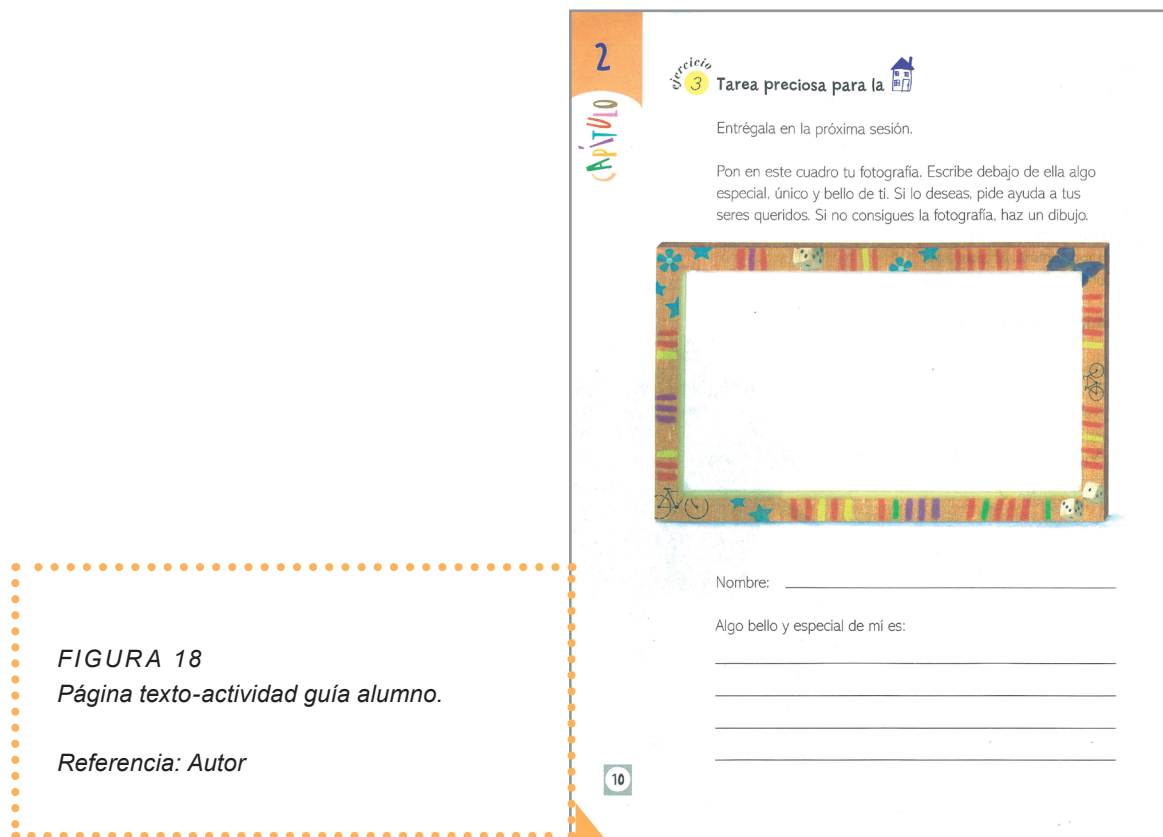 2
CAPÍTULO
ejercicio
3 Tarea preciosa para la
Entrégala en la próxima sesión.
Pon en este cuadro tu fotografía. Escribe debajo de ella algo
especial, único y bello de ti. Si lo deseas, pide ayuda a tus
seres queridos. Si no consigues la fotografía, haz un dibujo.
Nombre:
Algo bello y especial de mí es:
10
FIGURA 18
Página texto-actividad guía alumno.
Referencia: Autor